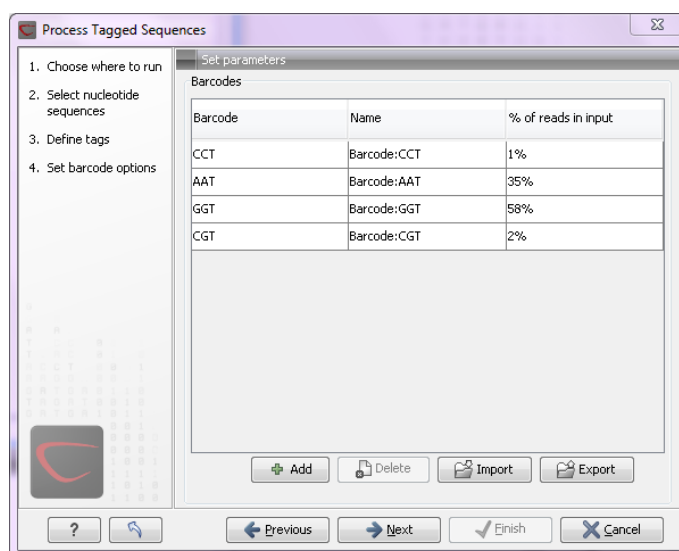 Process Tagged Sequences
1. Choose where to run
2. Select nucleotide
sequences
3. Define tags
4. Set barcode options
Set parameters
Barcodes
Barcode Name % of reads in input
CCT Barcode:CCT 1%
AAT Barcode:AAT 35%
GGT Barcode:GGT 58%
CGT Barcode:CGT 2%
Add Delete Import Export
? Previous Next Finish Cancel